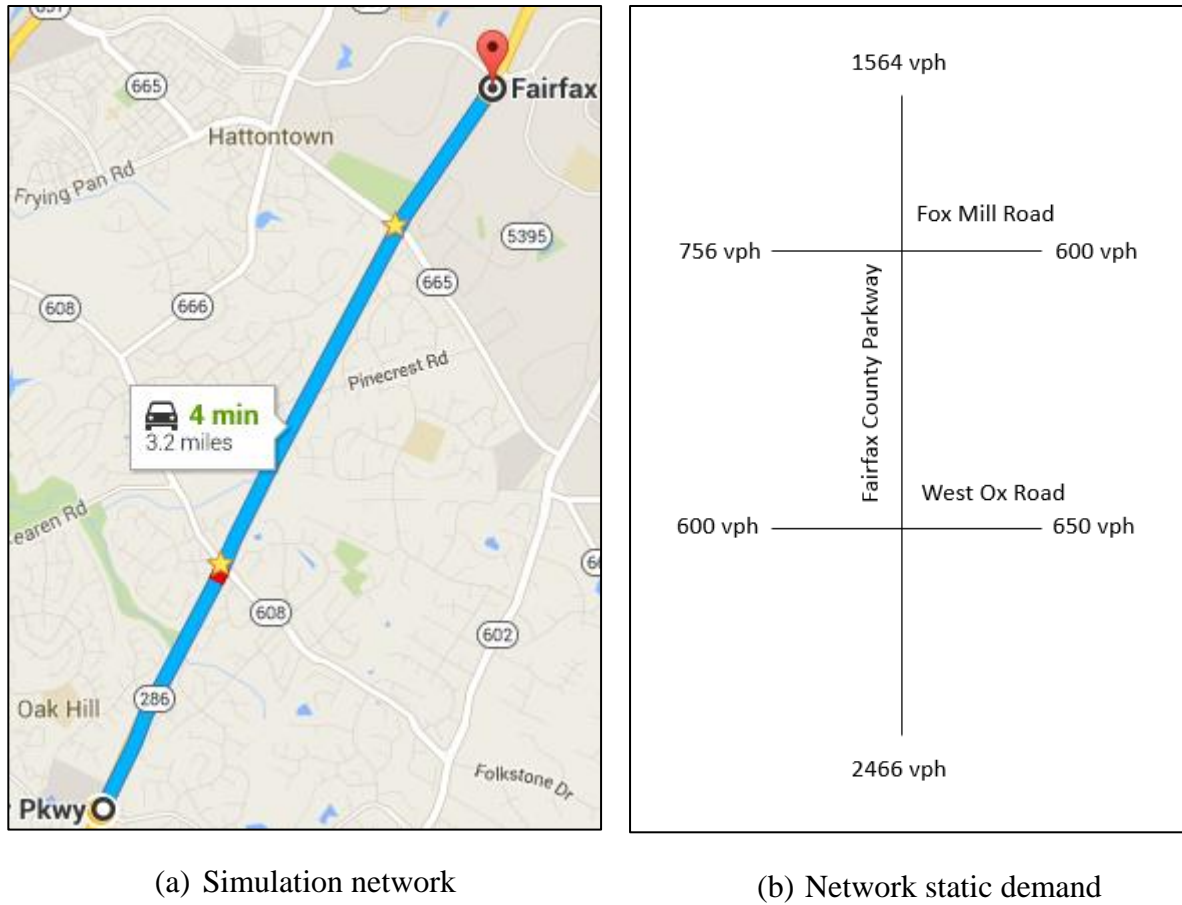 665
Hattontown
Fairfax
Frying Pan Rd
5395
665
608
666
Pinecrest Rd
4 min
3.2 miles
earen Rd
608
602
286
Oak Hill
Folkstone Dr
Pkwy
1564 vph
Fox Mill Road
756 vph
600 vph
Fairfax County Parkway
West Ox Road
600 vph
650 vph
2466 vph
(a) Simulation network
(b) Network static demand